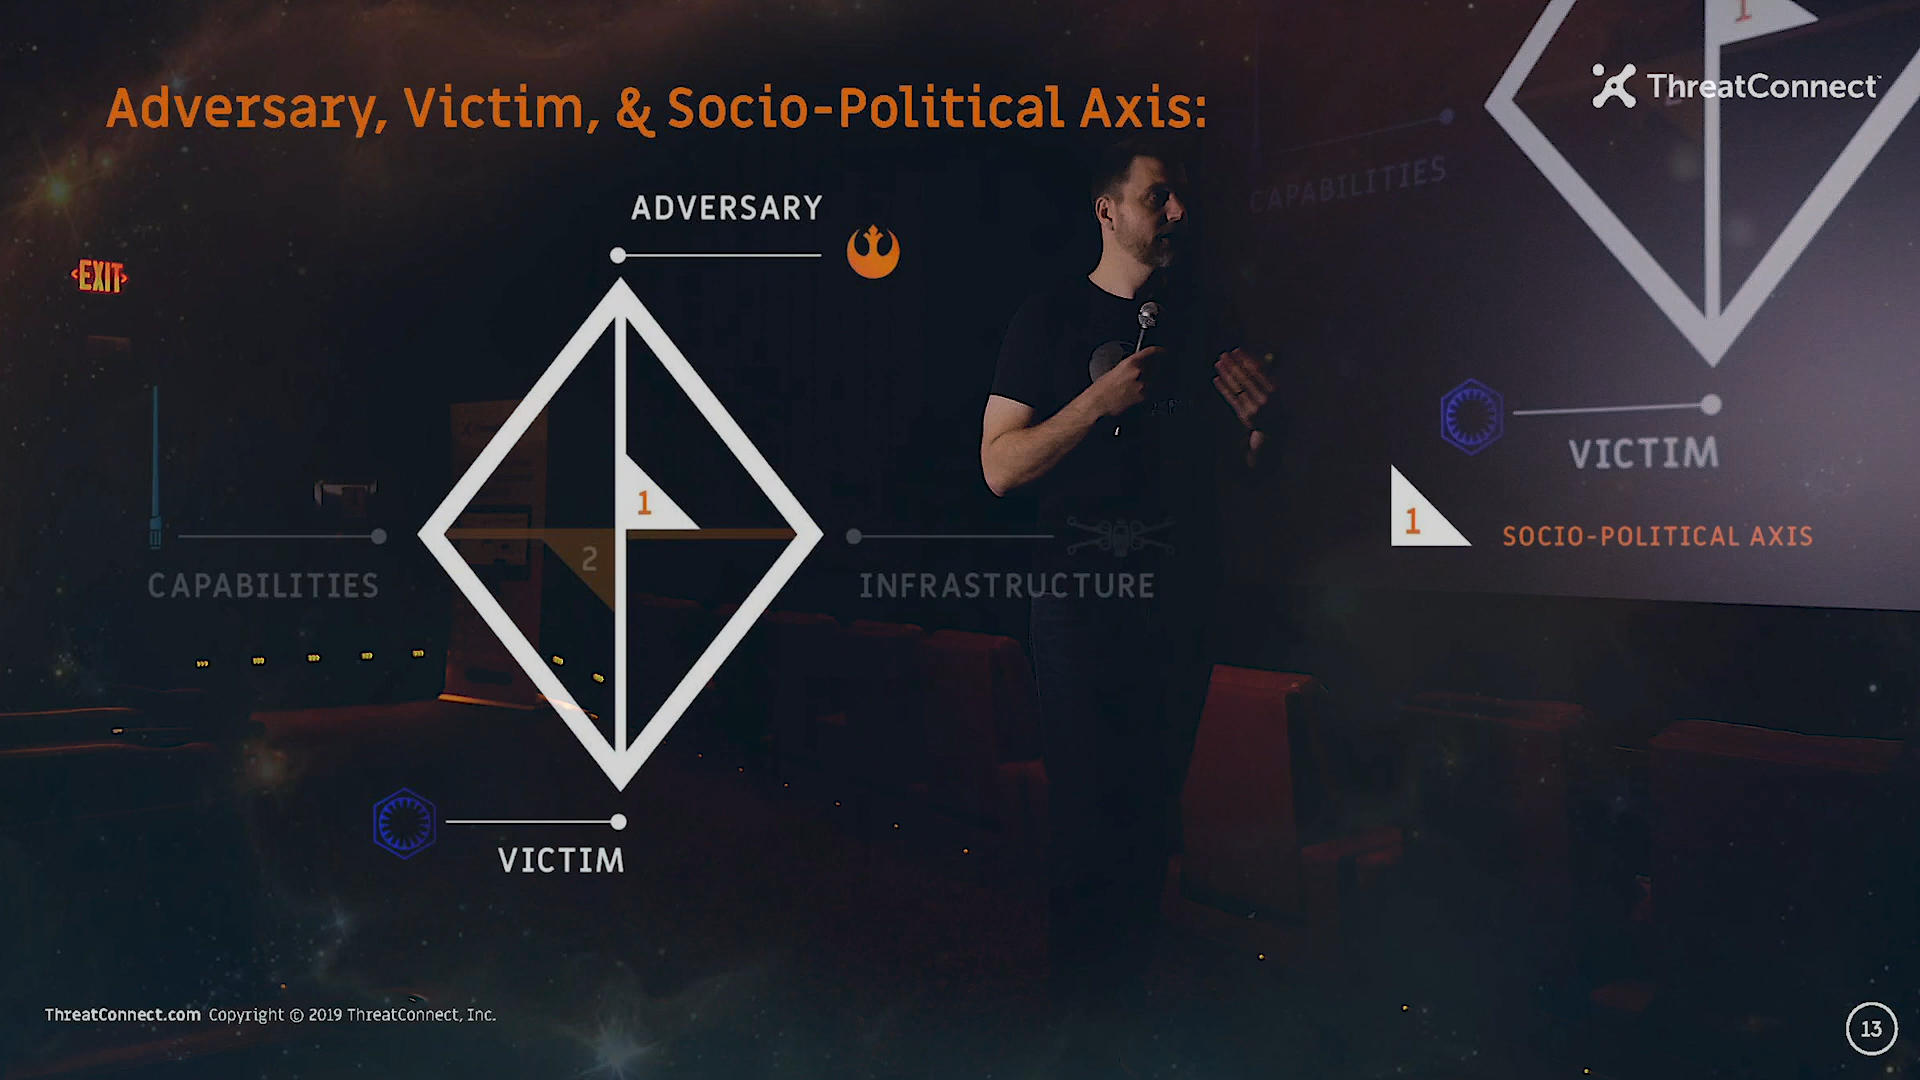 Adversary, Victim, & Socio-Political Axis:
ThreatConnect
1
ADVERSARY
CAPABILITIES
EXIT
1
2
CAPABILITIES
INFRASTRUCTURE
VICTIM
1
SOCIO-POLITICAL AXIS
VICTIM
ThreatConnect.com Copyright © 2019 ThreatConnect, Inc.
13